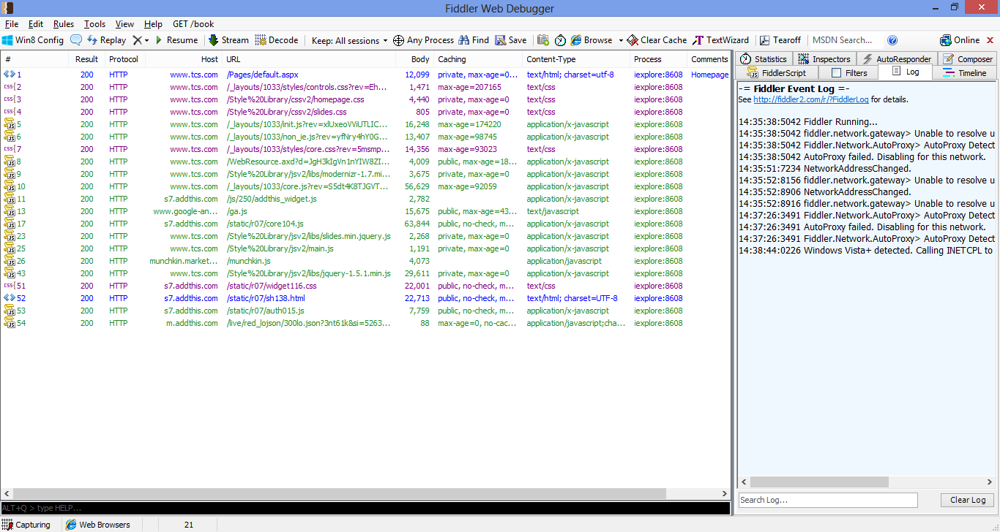 Fiddler Web Debugger
File Edit Rules Tools View Help GET /book
Win8 Config Replay Resume Stream Decode Keep: All sessions Any Process Find Save Browse Clear Cache TextWizard Tearoff MSDN Search... Online
# Result Protocol Host URL Body Caching Content-Type Process Comments
1 200 HTTP www.tcs.com /Pages/default.aspx 12,099 private, max-age=0... text/html; charset=utf-8 iexplore:8608 Homepage
2 200 HTTP www.tcs.com /_layouts/1033/styles/controls.css?rev=Eh... 1,471 max-age=207165 text/css iexplore:8608
3 200 HTTP www.tcs.com /Style%20Library/cssv2/homepage.css 4,440 private, max-age=0 text/css iexplore:8608
4 200 HTTP www.tcs.com /Style%20Library/cssv2/slides.css 805 private, max-age=0 text/css iexplore:8608
5 200 HTTP www.tcs.com /_layouts/1033/init.js?rev=xlUxeoVViUTLIC... 16,248 max-age=174220 application/x-javascript iexplore:8608
6 200 HTTP www.tcs.com /_layouts/1033/non_ie.js?rev=yfNry4hY0G... 13,407 max-age=98745 application/x-javascript iexplore:8608
7 200 HTTP www.tcs.com /_layouts/1033/styles/core.css?rev=5msmp... 14,356 max-age=93023 text/css iexplore:8608
8 200 HTTP www.tcs.com /WebResource.axd?d=JgH3kIgVn1nYIW8ZI... 4,009 public, max-age=18... application/x-javascript iexplore:8608
9 200 HTTP www.tcs.com /Style%20Library/jsv2/libs/modernizr-1.7.mi... 3,675 private, max-age=0 application/x-javascript iexplore:8608
10 200 HTTP www.tcs.com /_layouts/1033/core.js?rev=S5dt4K8TJGVT... 56,629 max-age=92059 application/x-javascript iexplore:8608
11 200 HTTP s7.addthis.com /js/250/addthis_widget.js 2,782 application/x-javascript iexplore:8608
13 200 HTTP www.google-an... /ga.js 15,675 public, max-age=43... text/javascript iexplore:8608
17 200 HTTP s7.addthis.com /static/r07/core104.js 63,844 public, no-check, m... application/x-javascript iexplore:8608
23 200 HTTP www.tcs.com /Style%20Library/jsv2/libs/slides.min.jquery.js 2,268 private, max-age=0 application/x-javascript iexplore:8608
25 200 HTTP www.tcs.com /Style%20Library/jsv2/main.js 1,191 private, max-age=0 application/x-javascript iexplore:8608
26 200 HTTP munchkin.market... /munchkin.js 4,073 application/javascript iexplore:8608
43 200 HTTP www.tcs.com /Style%20Library/jsv2/libs/jquery-1.5.1.min.js 29,611 private, max-age=0 application/x-javascript iexplore:8608
51 200 HTTP s7.addthis.com /static/r07/widget116.css 22,001 public, no-check, m... text/css iexplore:8608
52 200 HTTP s7.addthis.com /static/r07/sh138.html 22,713 public, no-check, m... text/html; charset=UTF-8 iexplore:8608
53 200 HTTP s7.addthis.com /static/r07/auth015.js 7,759 public, no-check, m... application/x-javascript iexplore:8608
54 200 HTTP m.addthis.com /live/red_lojson/300lo.json?3nt61k&si=5263... 88 max-age=0, no-cac... application/javascript;cha... iexplore:8608
ALT+Q > type HELP...
Capturing Web Browsers 21
Statistics Inspectors AutoResponder Composer
FiddlerScript Filters Log Timeline
-= Fiddler Event Log =-
See http://fiddler2.com/r/?FiddlerLog for details.
14:35:38:5042 Fiddler Running...
14:35:38:5042 fiddler.network.gateway> Unable to resolve u
14:35:38:5042 Fiddler.Network.AutoProxy> AutoProxy Detect
14:35:38:5042 AutoProxy failed. Disabling for this network.
14:35:51:7234 NetworkAddressChanged.
14:35:52:8156 fiddler.network.gateway> Unable to resolve u
14:35:52:8906 NetworkAddressChanged.
14:35:52:8916 fiddler.network.gateway> Unable to resolve u
14:37:26:3491 Fiddler.Network.AutoProxy> AutoProxy Detect
14:37:26:3491 AutoProxy failed. Disabling for this network.
14:37:26:3491 Fiddler.Network.AutoProxy> AutoProxy Detect
14:38:44:0226 Windows Vista+ detected. Calling INETCPL to
Search Log... Clear Log